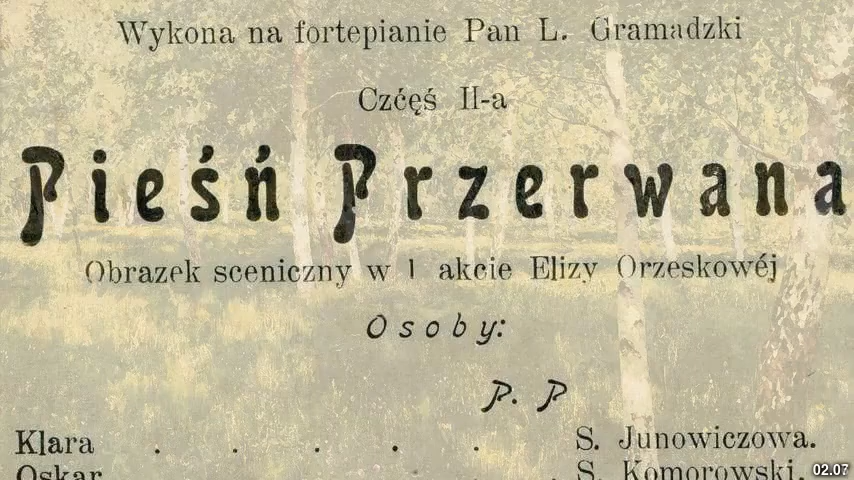 Wykona na fortepianie Pan L. Gramadzki
Czćęś II-a
Pieśń Przerwana
Obrazek sceniczny w 1 akcie Elizy Orzeskowéj
Osoby:
P. P
Klara . . . . . S. Junowiczowa.
Oskar . S. Komorowski.
02.07